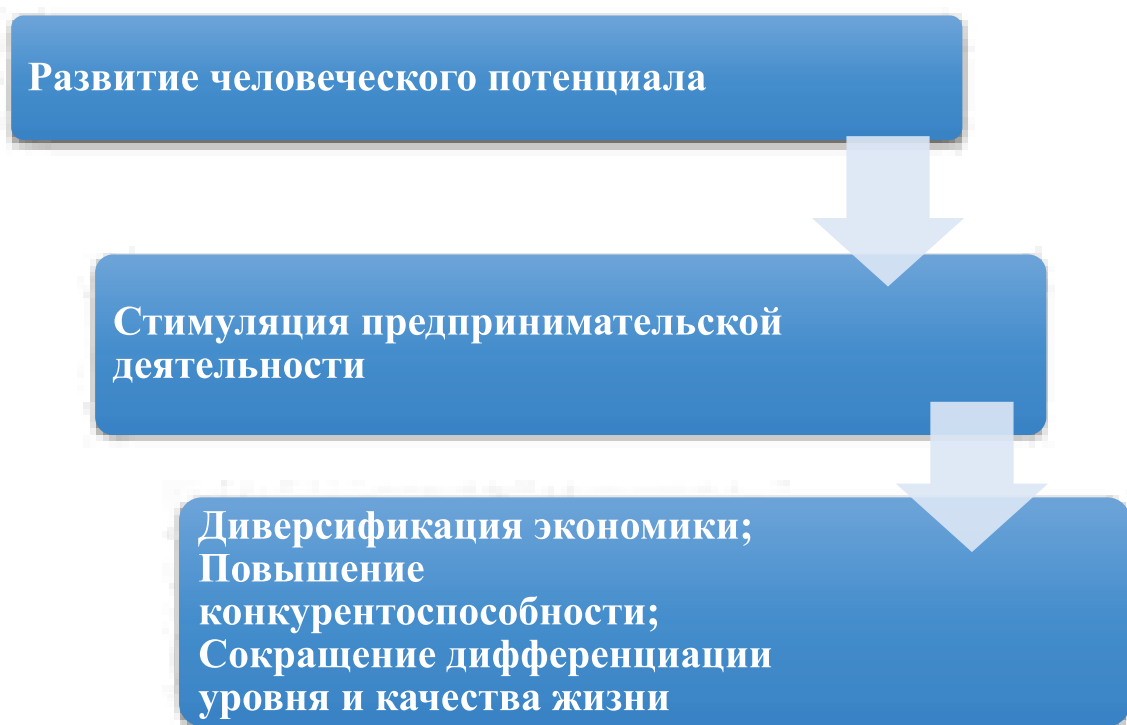 Развитие человеческого потенциала
Стимуляция предпринимательской
деятельности
Диверсификация экономики;
Повышение
конкурентоспособности;
Сокращение дифференциации
уровня и качества жизни